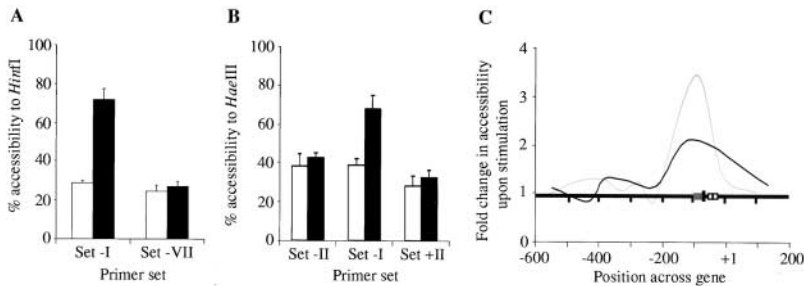 A
% accessibility to HinfI
100
80
60
40
20
0
Set -I
Set -VII
Primer set
B
% accessibility to HaeIII
100
80
60
40
20
0
Set -II
Set -I
Set +II
Primer set
C
Fold change in accessibility
upon stimulation
4
3
2
1
0
-600
-400
-200
+1
200
Position across gene